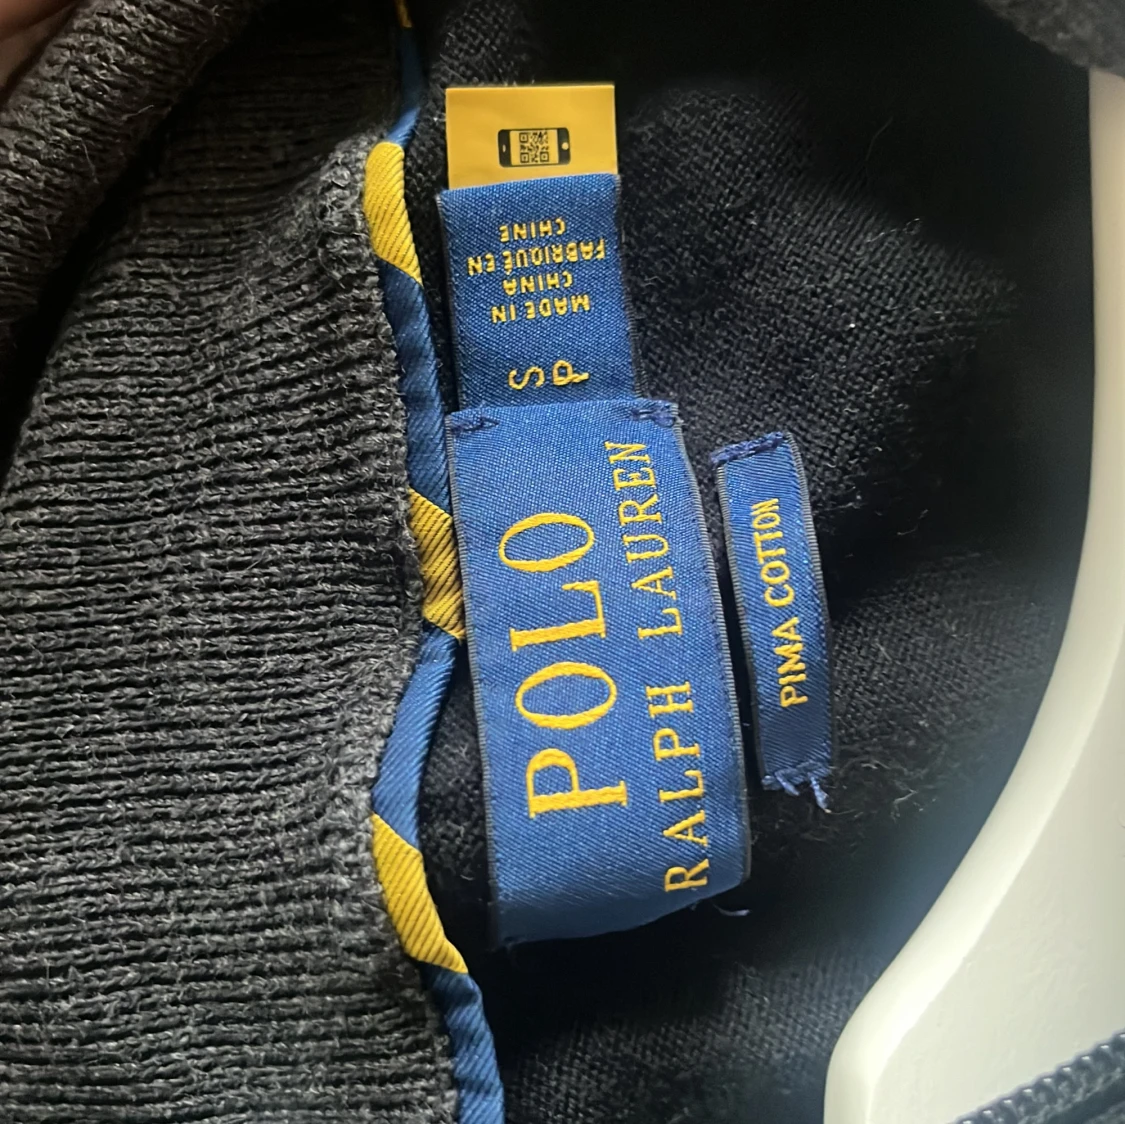 POLO
RALPH LAUREN
PIMA COTTON
S
P
MADE IN
CHINA
FABRIQUÉ EN
CHINE